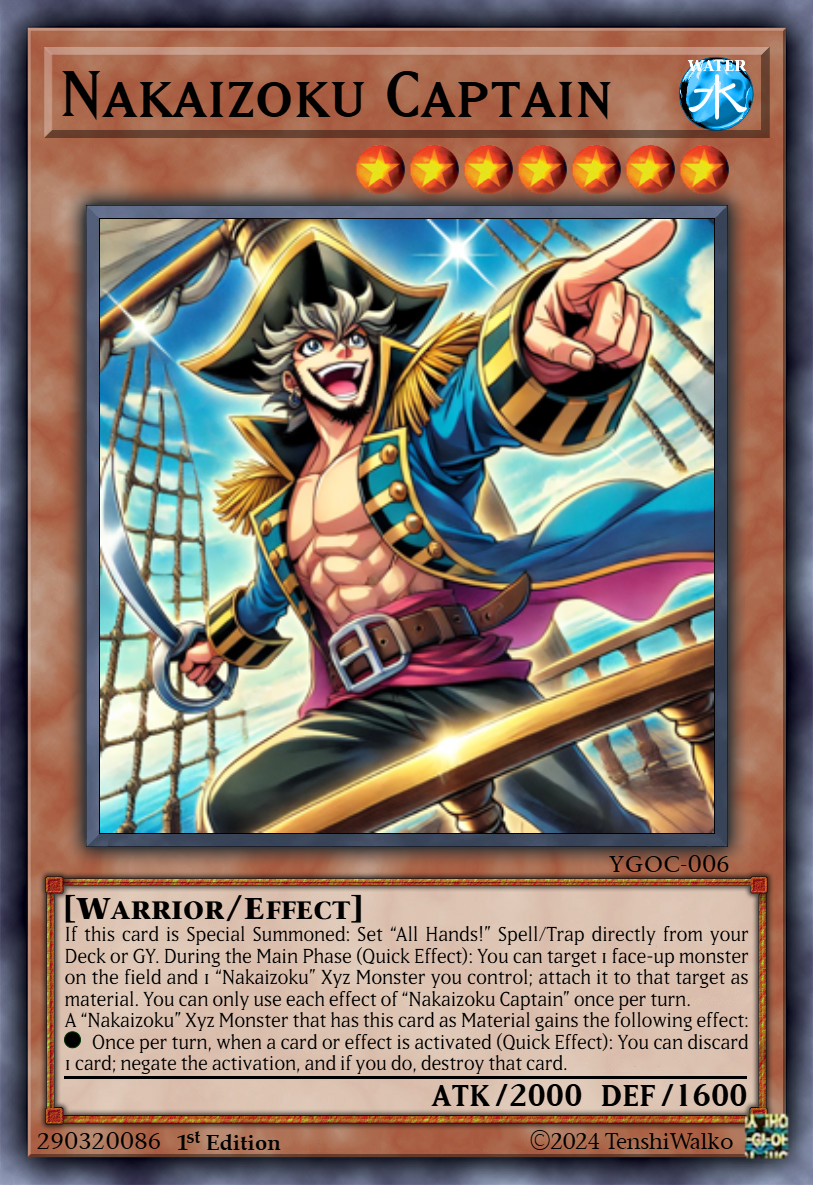 Nakaizoku Captain
WATER
水
YGOC-006
[Warrior/Effect]
If this card is Special Summoned: Set “All Hands!” Spell/Trap directly from your
Deck or GY. During the Main Phase (Quick Effect): You can target 1 face-up monster
on the field and 1 “Nakaizoku” Xyz Monster you control; attach it to that target as
material. You can only use each effect of “Nakaizoku Captain” once per turn.
A “Nakaizoku” Xyz Monster that has this card as Material gains the following effect:
● Once per turn, when a card or effect is activated (Quick Effect): You can discard
1 card; negate the activation, and if you do, destroy that card.
ATK/2000 DEF/1600
290320086 1st Edition ©2024 TenshiWalko